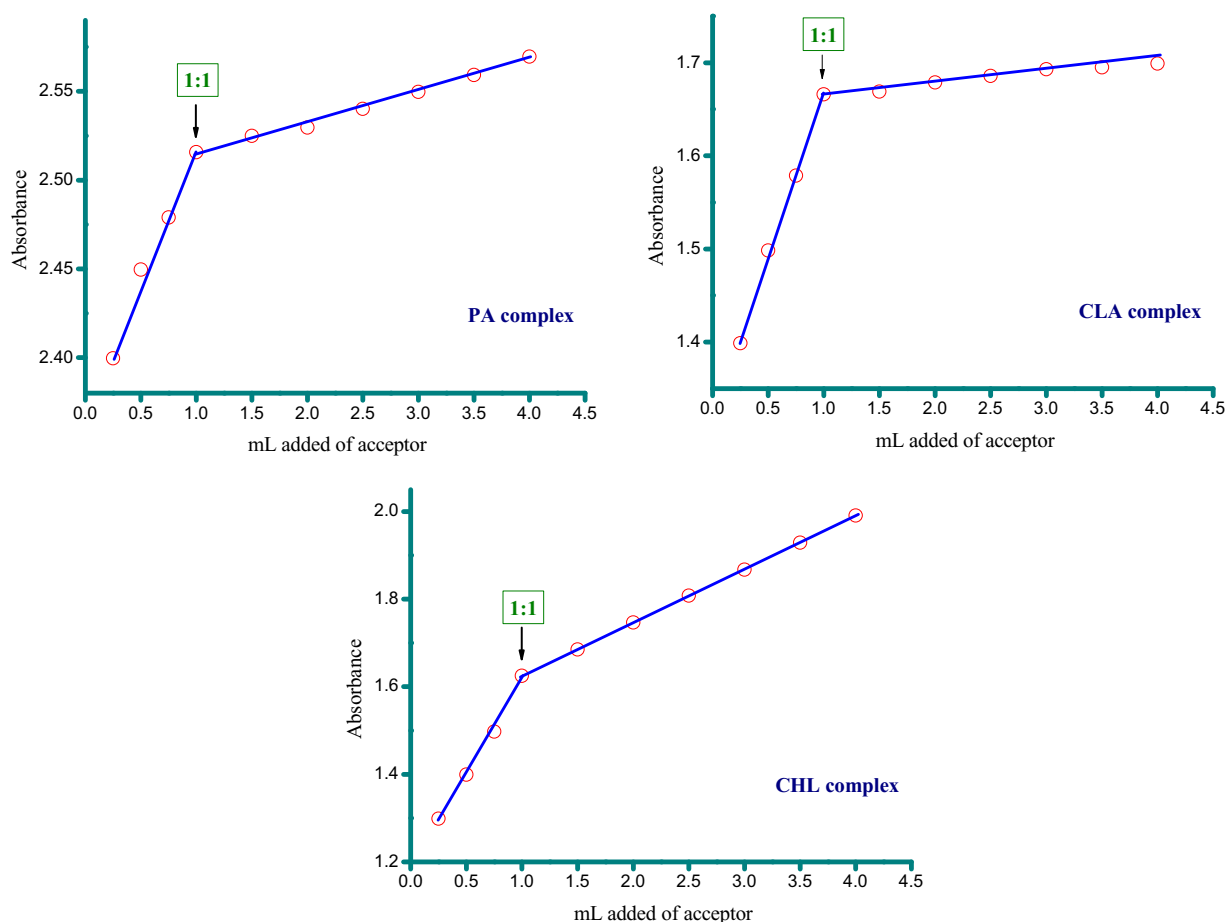 1:1
2.55
2.50
2.45
2.40
Absorbance
PA complex
0.0 0.5 1.0 1.5 2.0 2.5 3.0 3.5 4.0 4.5
mL added of acceptor
1:1
1.7
1.6
1.5
1.4
Absorbance
CLA complex
0.0 0.5 1.0 1.5 2.0 2.5 3.0 3.5 4.0 4.5
mL added of acceptor
2.0
1.8
1.6
1.4
1.2
1:1
Absorbance
CHL complex
0.0 0.5 1.0 1.5 2.0 2.5 3.0 3.5 4.0 4.5
mL added of acceptor